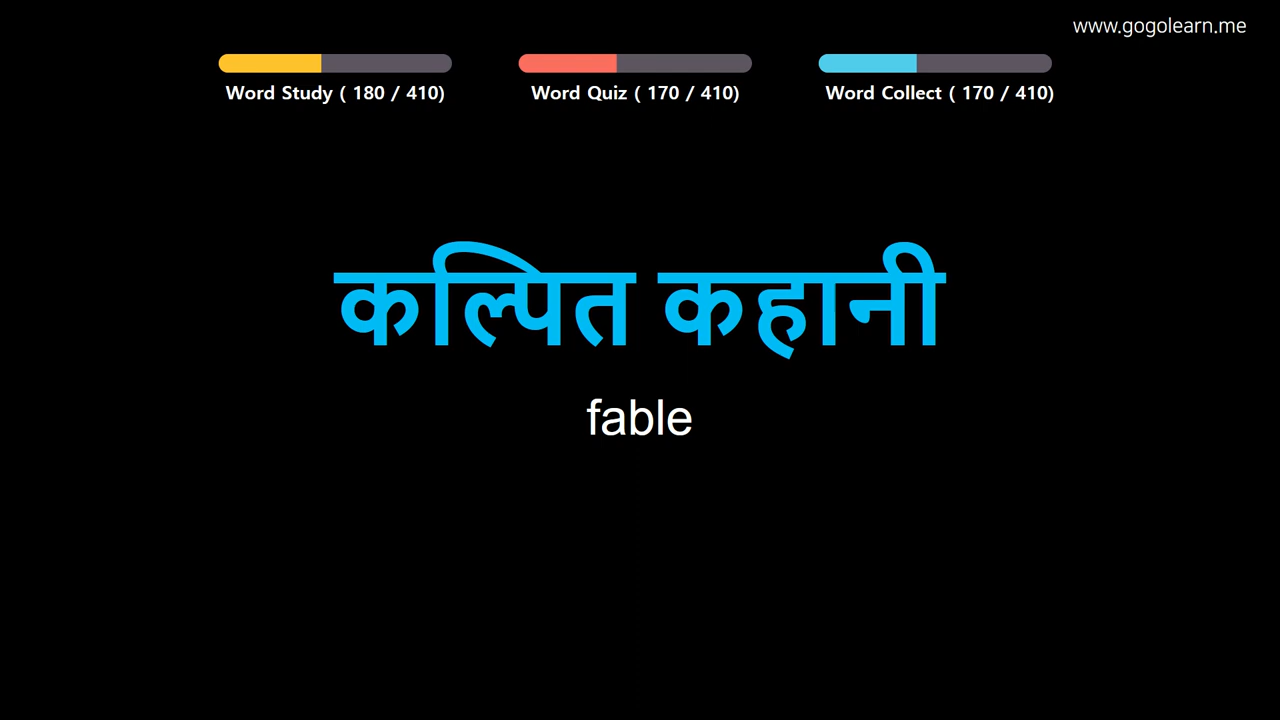 www.gogolearn.me
Word Study ( 180 / 410)
Word Quiz ( 170 / 410)
Word Collect ( 170 / 410)
कल्पित कहानी
fable